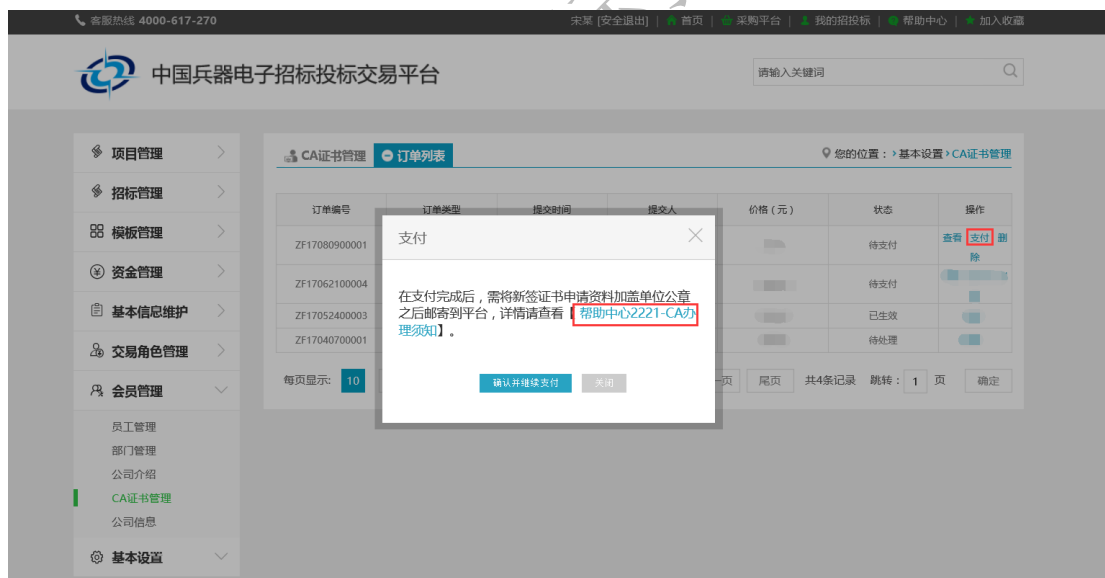 客服热线 4000-617-270
宋某 [安全退出] | 首页 | 采购平台 | 我的招投标 | 帮助中心 | 加入收藏
中国兵器电子招标投标交易平台
请输入关键词
项目管理
招标管理
模板管理
资金管理
基本信息维护
交易角色管理
会员管理
员工管理
部门管理
公司介绍
CA证书管理
公司信息
基本设置
CA证书管理 订单列表
您的位置：›基本设置›CA证书管理
订单编号 订单类型 提交时间 提交人 价格（元） 状态 操作
ZF17080900001 待支付 查看 支付 删
除
ZF17062100004 待支付
ZF17052400003 已生效
ZF17040700001 待处理
每页显示: 10
页 尾页 共4条记录 跳转： 1 页 确定
支付
在支付完成后，需将新签证书申请资料加盖单位公章
之后邮寄到平台，详情请查看【帮助中心2221-CA办
理须知】。
确认并继续支付 关闭